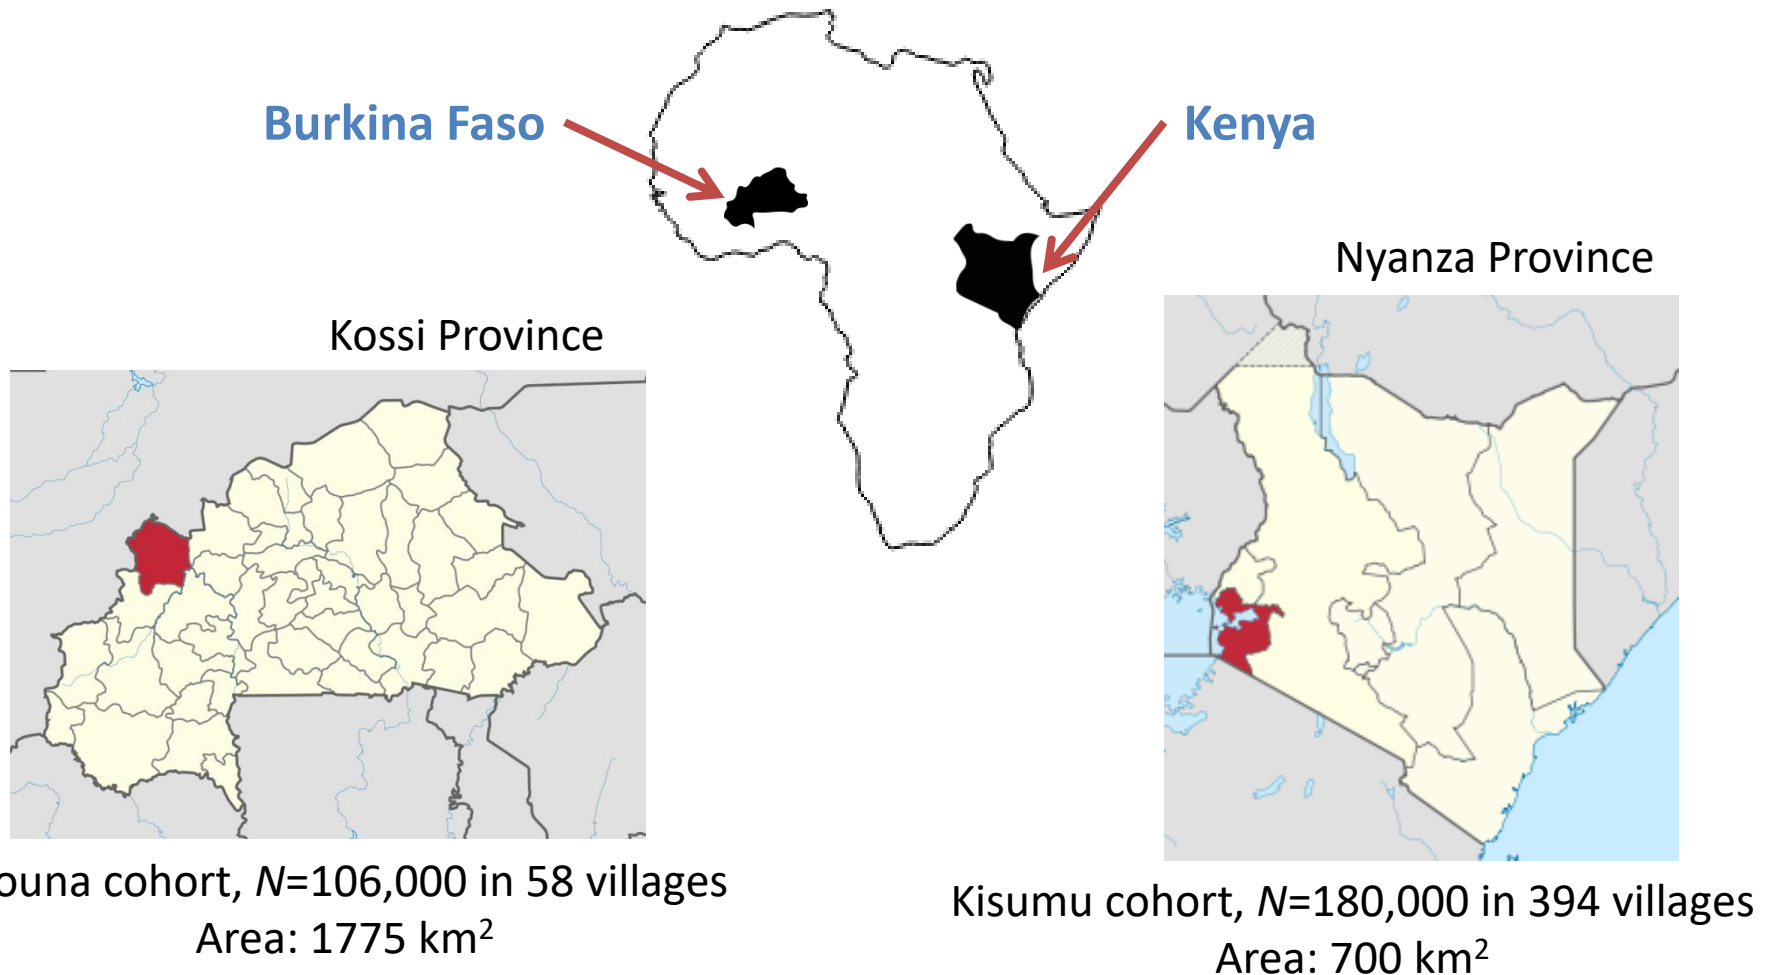 Burkina Faso
Kenya
Nyanza Province
Kossi Province
ouna cohort, N=106,000 in 58 villages
Area: 1775 km²
Kisumu cohort, N=180,000 in 394 villages
Area: 700 km²